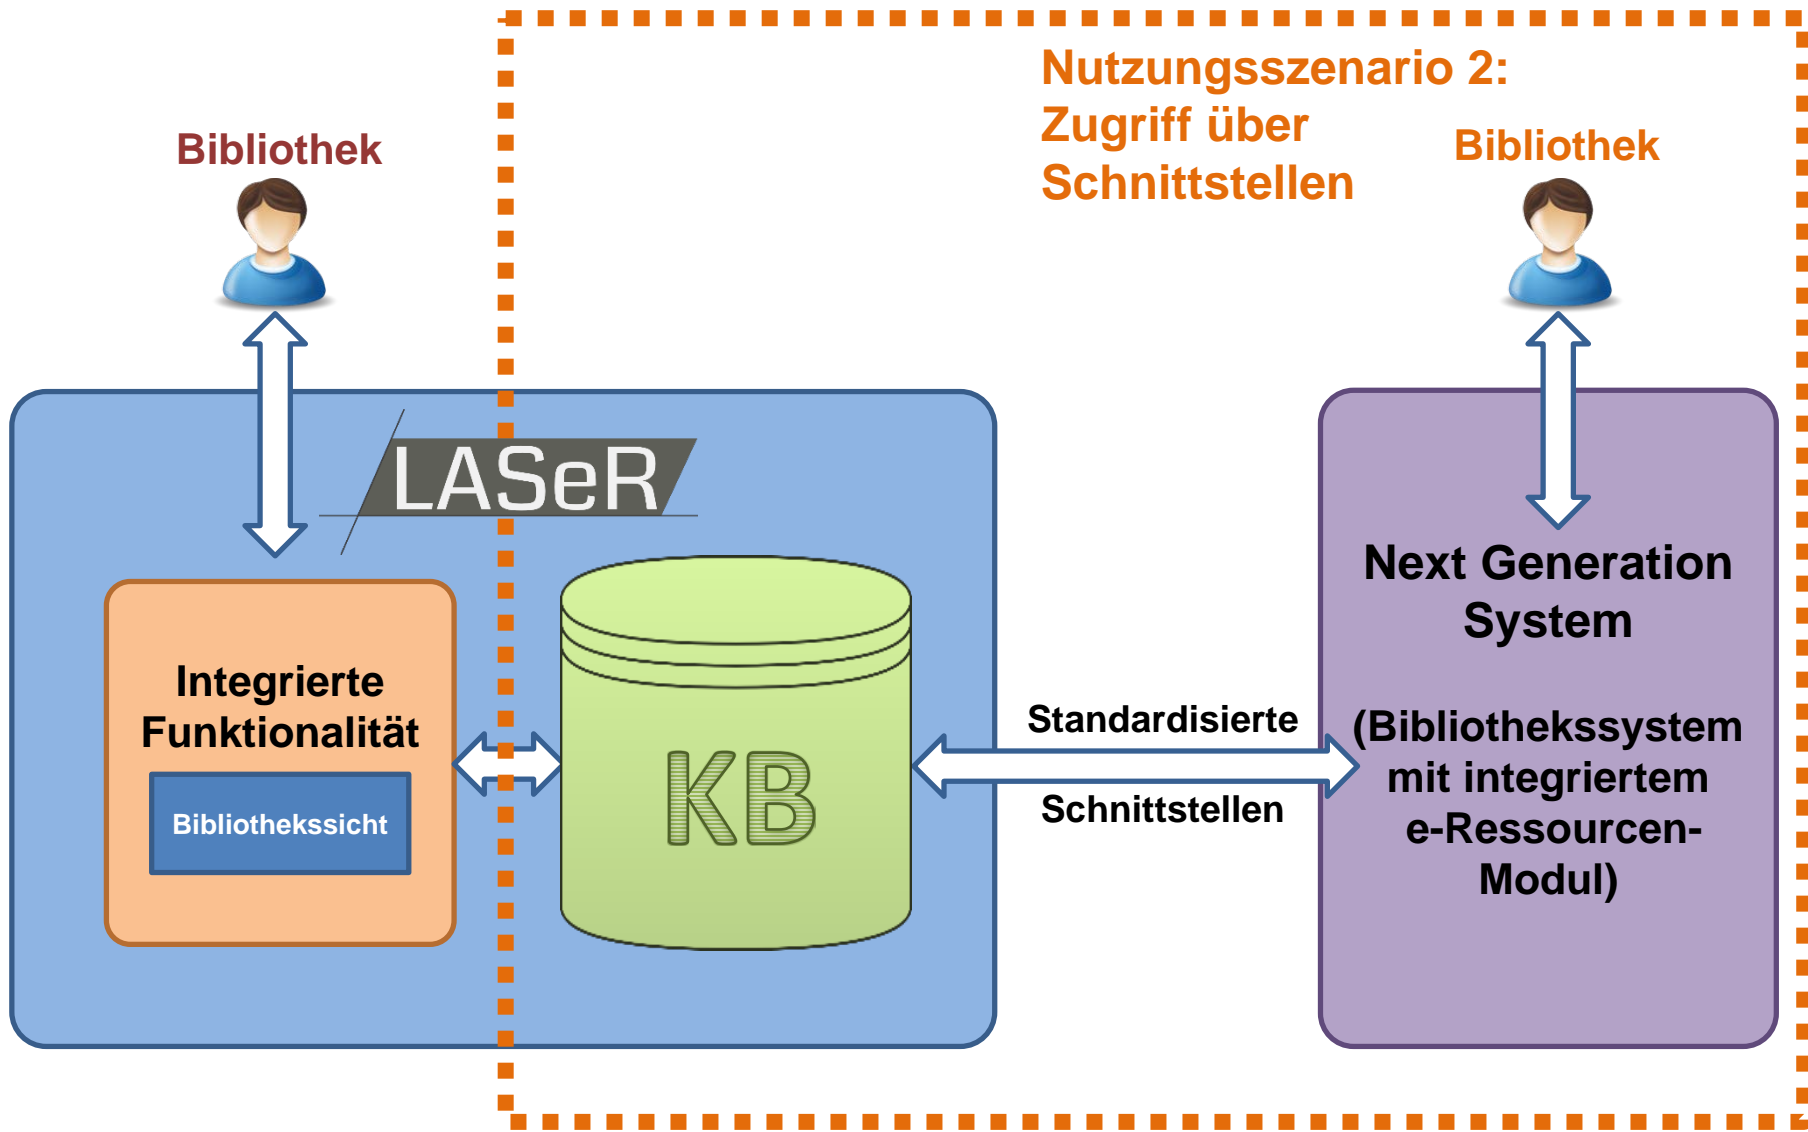 Nutzungsszenario 2:
Zugriff über
Schnittstellen
Bibliothek
Bibliothek
LASeR
Integrierte
Funktionalität
Bibliothekssicht
KB
Standardisierte
Schnittstellen
Next Generation
System
(Bibliothekssystem
mit integriertem
e-Ressourcen-
Modul)